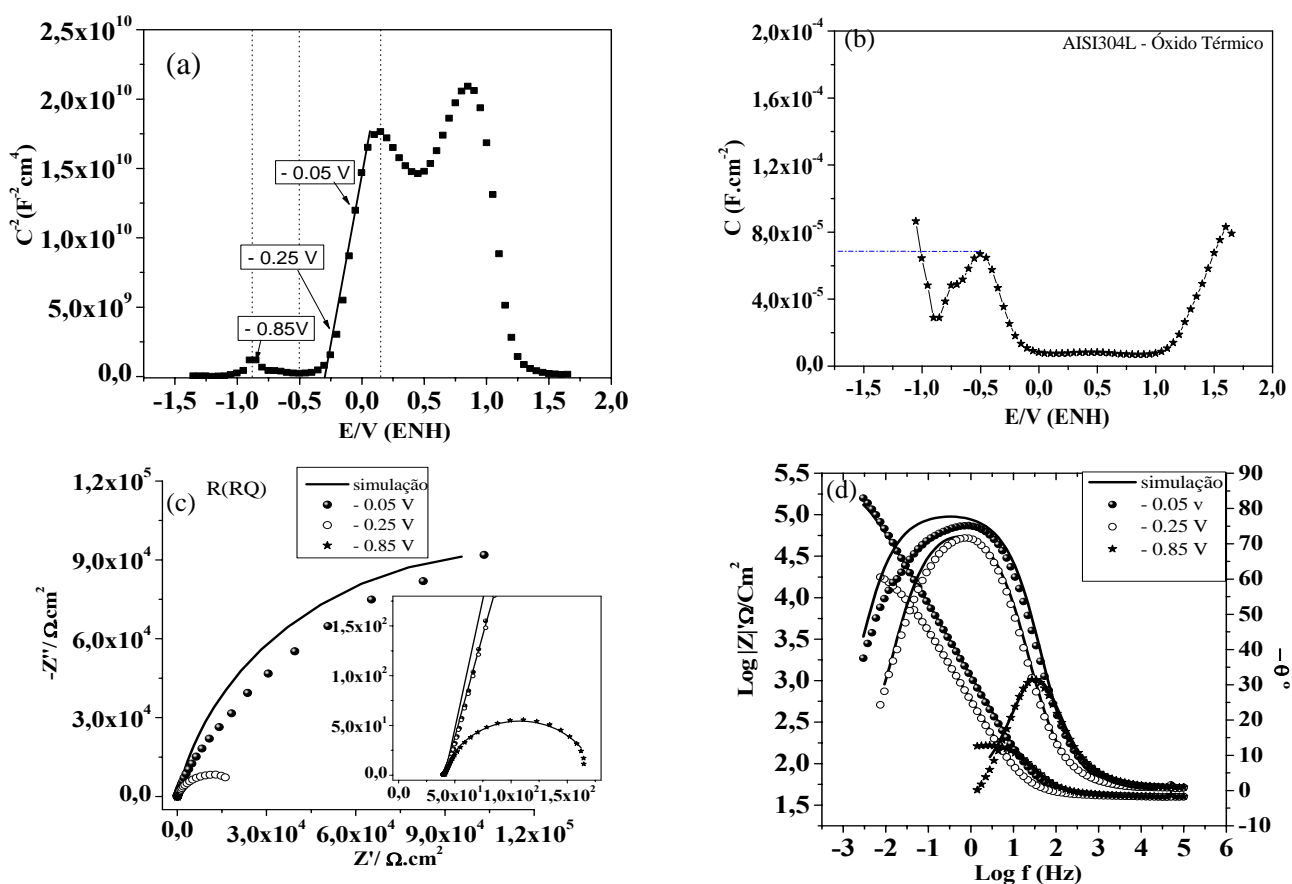 (a)
2,5x10^10
2,0x10^10
1,5x10^10
1,0x10^10
5,0x10^9
0,0
C^-2(F^-2cm^4)
- 0.05 V
- 0.25 V
- 0.85V
-1,5 -1,0 -0,5 0,0 0,5 1,0 1,5 2,0
E/V (ENH)
(b)
AISI304L - Óxido Térmico
2,0x10^-4
1,6x10^-4
1,2x10^-4
8,0x10^-5
4,0x10^-5
0,0
C (F.cm^-2)
-1,5 -1,0 -0,5 0,0 0,5 1,0 1,5 2,0
E/V (ENH)
(c)
R(RQ)
simulação
- 0.05 V
- 0.25 V
- 0.85 V
1,2x10^5
9,0x10^4
6,0x10^4
3,0x10^4
0,0
-Z''/ Ω.cm^2
1,5x10^2
1,0x10^2
5,0x10^1
0,0
0,0 5,0x10^1 1,0x10^2 1,5x10^2
0,0 3,0x10^4 6,0x10^4 9,0x10^4 1,2x10^5
Z'/ Ω.cm^2
(d)
simulação
- 0.05 v
- 0.25 V
- 0.85 V
5,5
5,0
4,5
4,0
3,5
3,0
2,5
2,0
1,5
Log |Z|'Ω/Cm^2
90
80
70
60
50
40
30
20
10
0
-10
-θ°
-3 -2 -1 0 1 2 3 4 5 6
Log f (Hz)